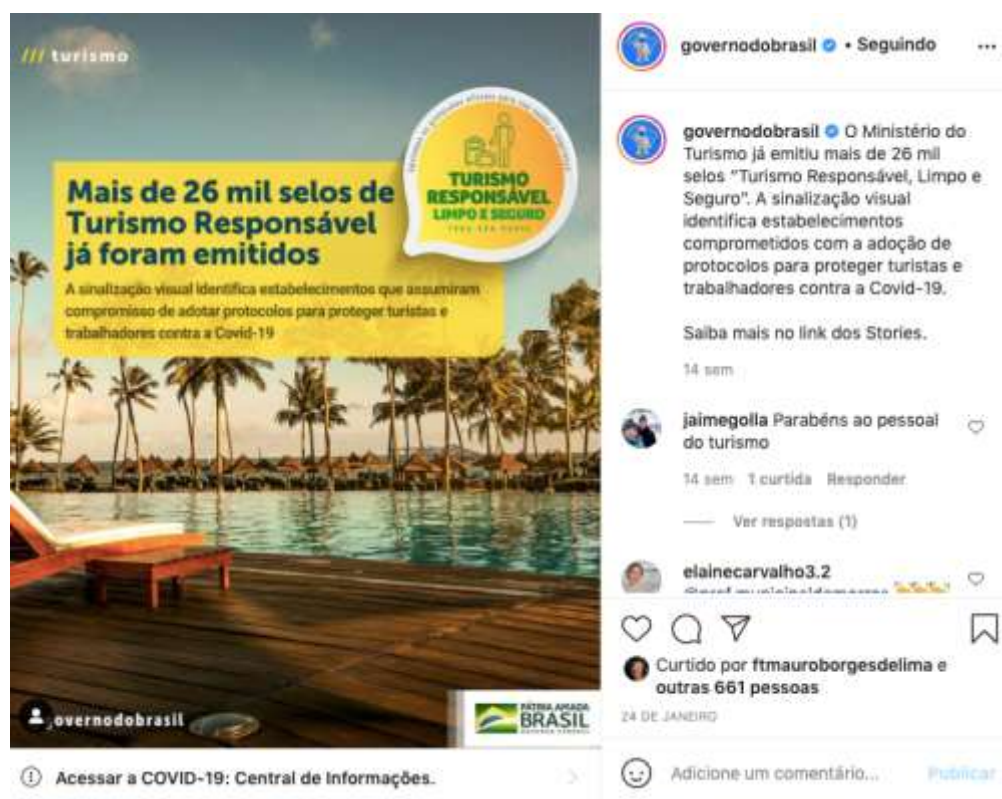 /// turismo
TURISMO
RESPONSÁVEL
LIMPO E SEGURO
Mais de 26 mil selos de
Turismo Responsável
já foram emitidos
A sinalização visual identifica estabelecimentos que assumiram
compromisso de adotar protocolos para proteger turistas e
trabalhadores contra a Covid-19
overnodobrasil
PÁTRIA AMADA
BRASIL
Acessar a COVID-19: Central de Informações.
governodobrasil • Seguindo ...
governodobrasil O Ministério do
Turismo já emitiu mais de 26 mil
selos "Turismo Responsável, Limpo e
Seguro". A sinalização visual
identifica estabelecimentos
comprometidos com a adoção de
protocolos para proteger turistas e
trabalhadores contra a Covid-19.
Saiba mais no link dos Stories.
14 sem
jaimegolla Parabéns ao pessoal
do turismo
14 sem 1 curtida Responder
Ver respostas (1)
elainecarvalho3.2
Curtido por ftmauroborgesdelima e
outras 661 pessoas
24 DE JANEIRO
Adicione um comentário... Publicar